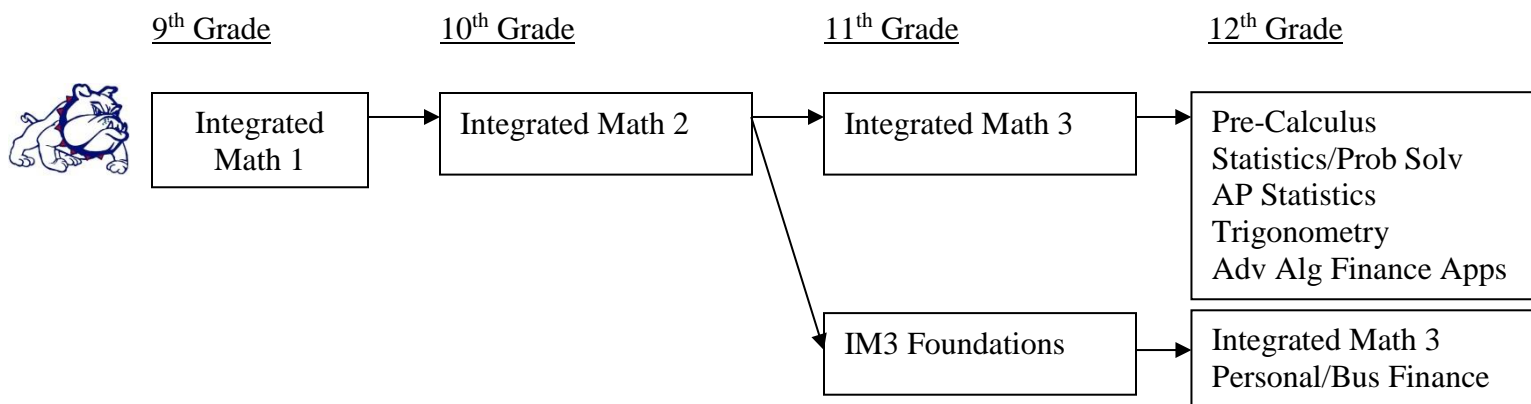 9th Grade
10th Grade
11th Grade
12th Grade
Integrated
Math 1
Integrated Math 2
Integrated Math 3
Pre-Calculus
Statistics/Prob Solv
AP Statistics
Trigonometry
Adv Alg Finance Apps
IM3 Foundations
Integrated Math 3
Personal/Bus Finance